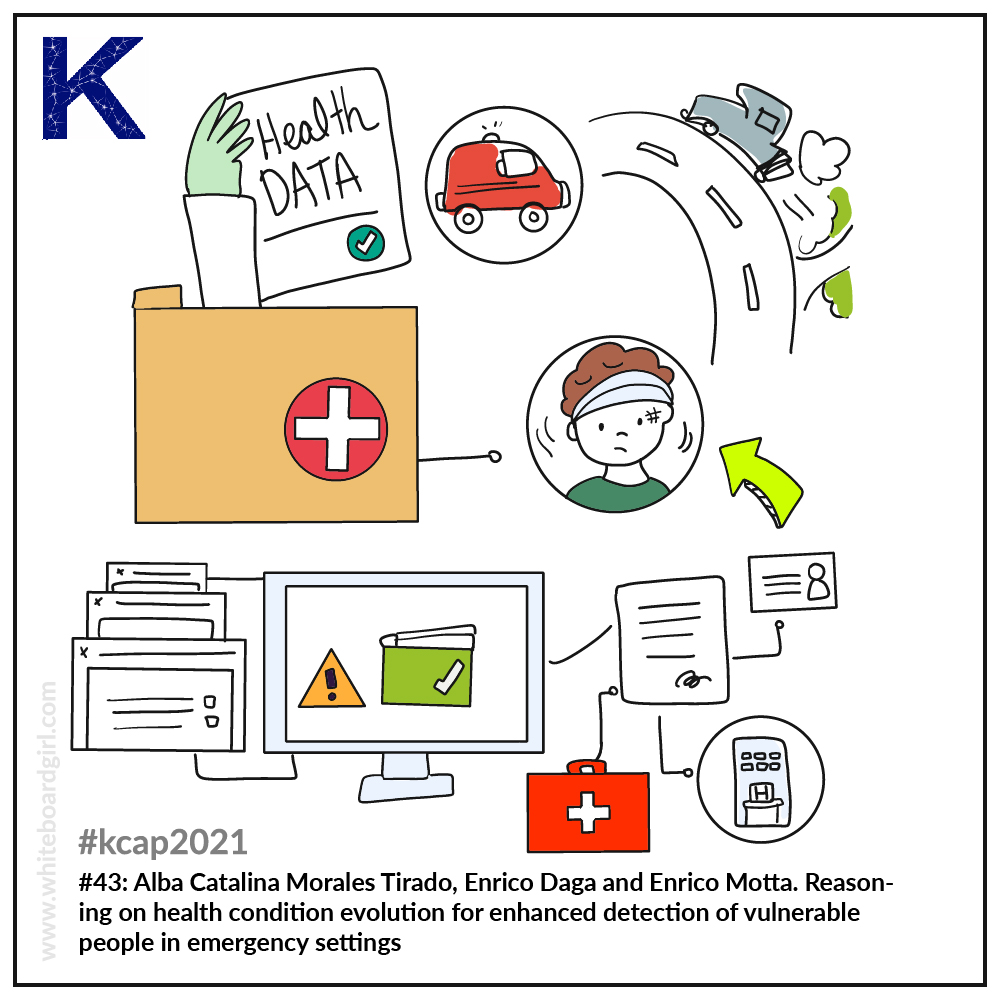 K
Health
DATA
H
#kcap2021
#43: Alba Catalina Morales Tirado, Enrico Daga and Enrico Motta. Reason-
ing on health condition evolution for enhanced detection of vulnerable
people in emergency settings
www.whiteboardgirl.com